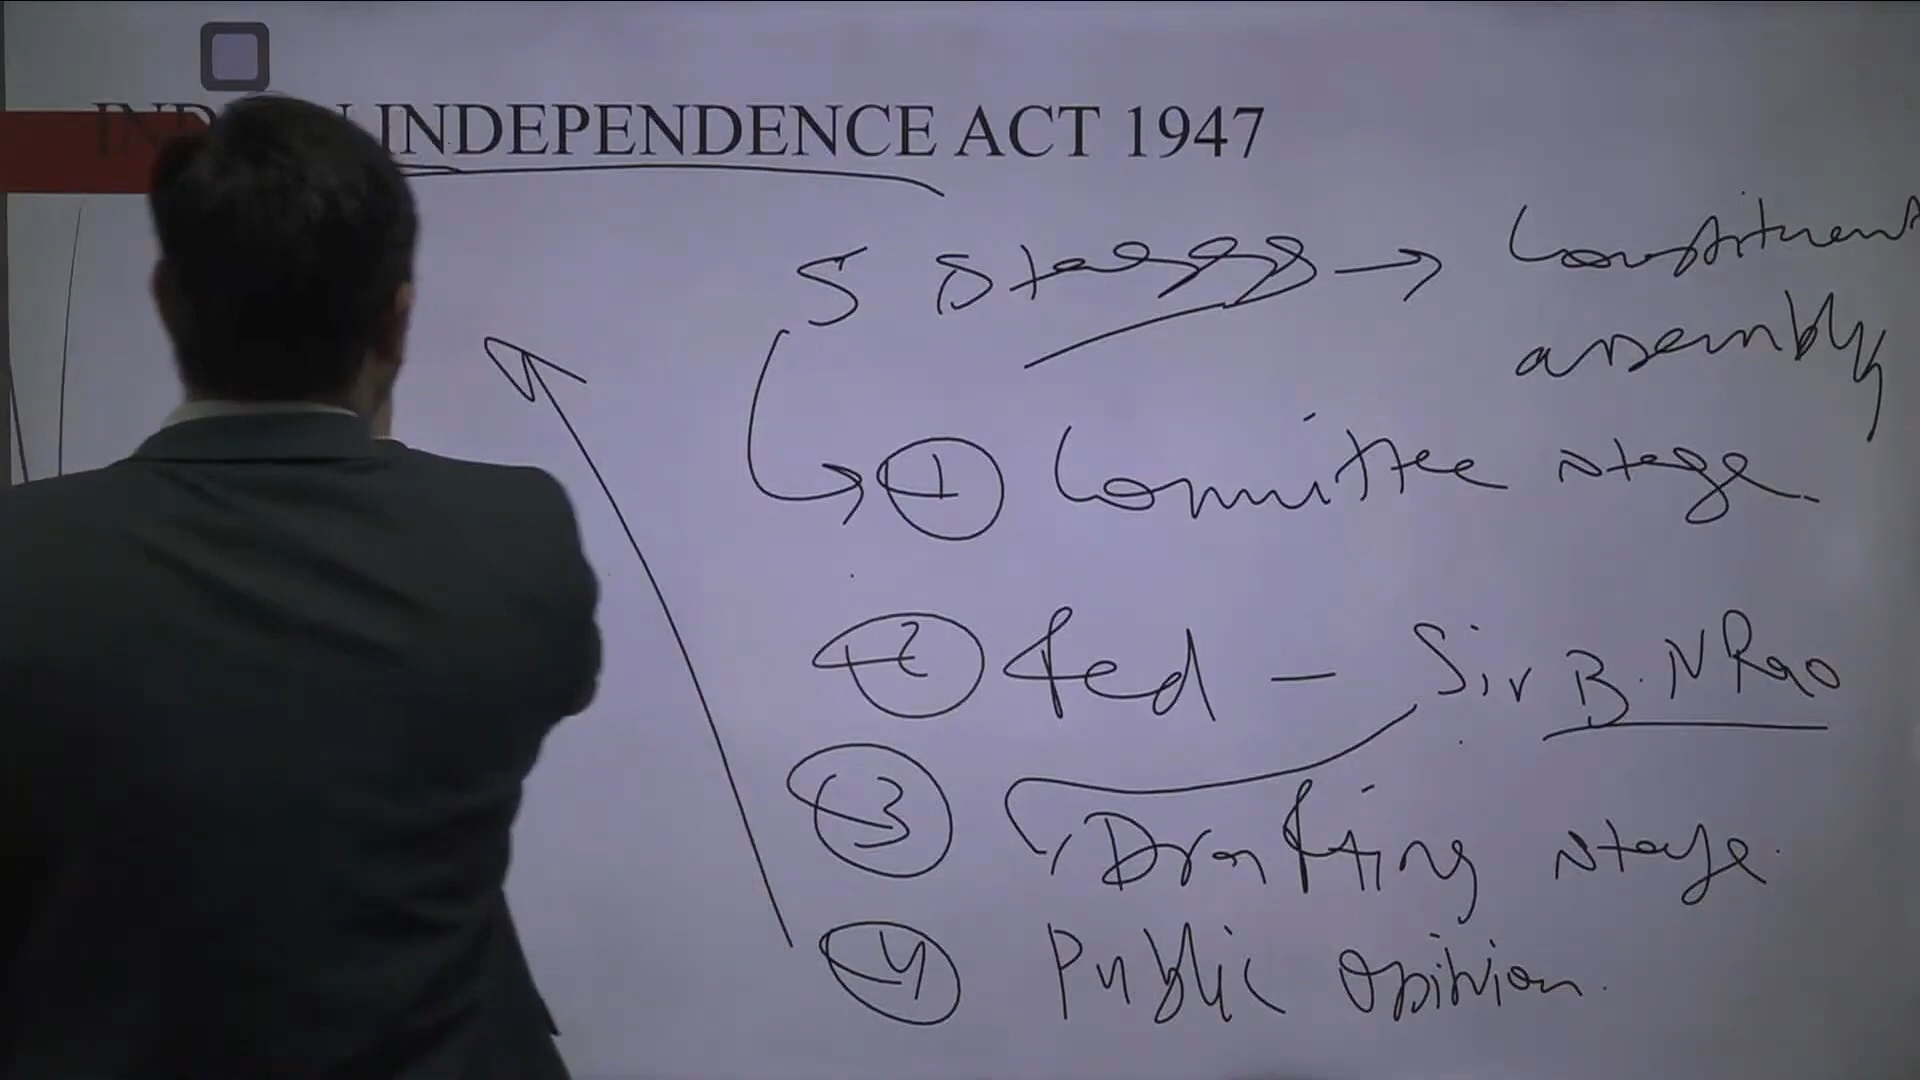 INDIAN INDEPENDENCE ACT 1947
5 stages → Constituent
assembly
1 Committee stage
2 fed - Sir B. N Rao
3 Drafting stage.
4 Public opinion.